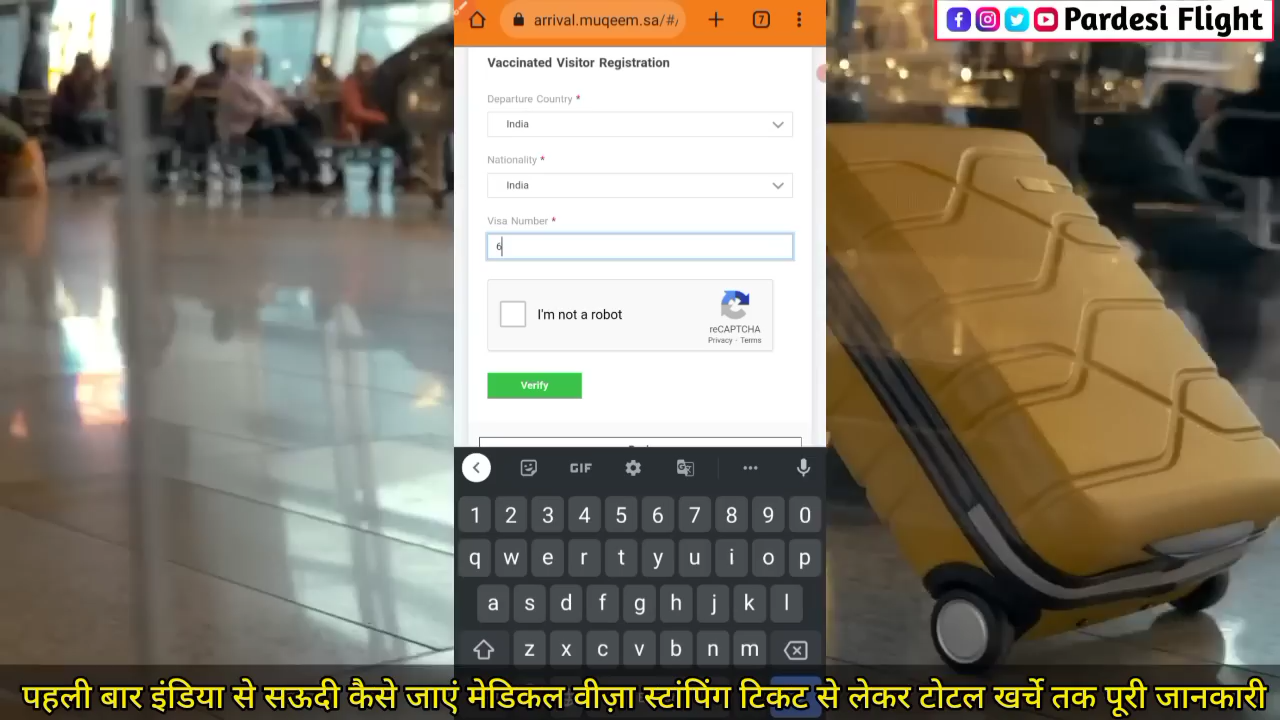 Pardesi Flight
arrival.muqeem.sa/#/
7
Vaccinated Visitor Registration
Departure Country *
India
Nationality *
India
Visa Number *
6
I'm not a robot
reCAPTCHA
Privacy - Terms
Verify
GIF
1 2 3 4 5 6 7 8 9 0
q w e r t y u i o p
a s d f g h j k l
z x c v b n m
पहली बार इंडिया से सऊदी कैसे जाएं मेडिकल वीज़ा स्टांपिंग टिकट से लेकर टोटल खर्चे तक पूरी जानकारी